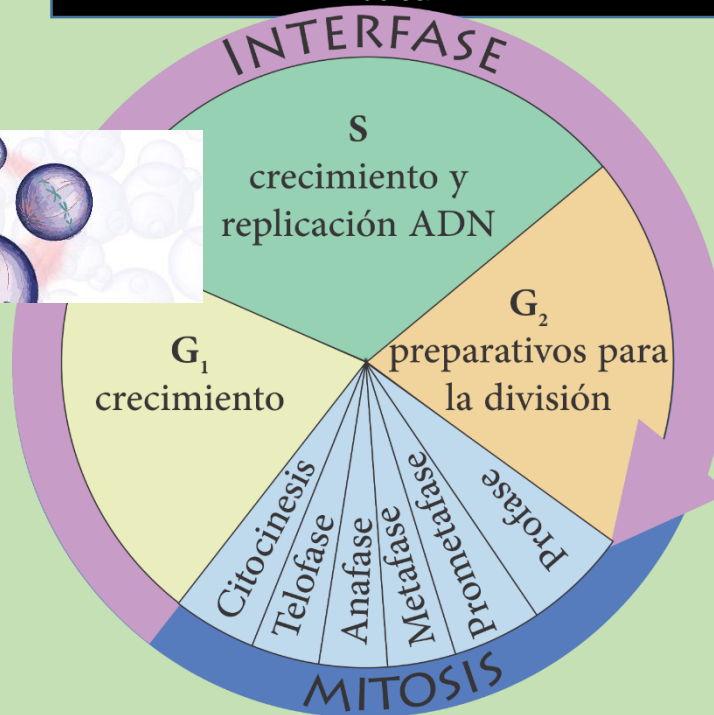 INTERFASE
S
crecimiento y
replicación ADN
G₂
preparativos para
la división
G₁
crecimiento
Citocinesis
Telofase
Anafase
Metafase
Prometafase
Profase
MITOSIS